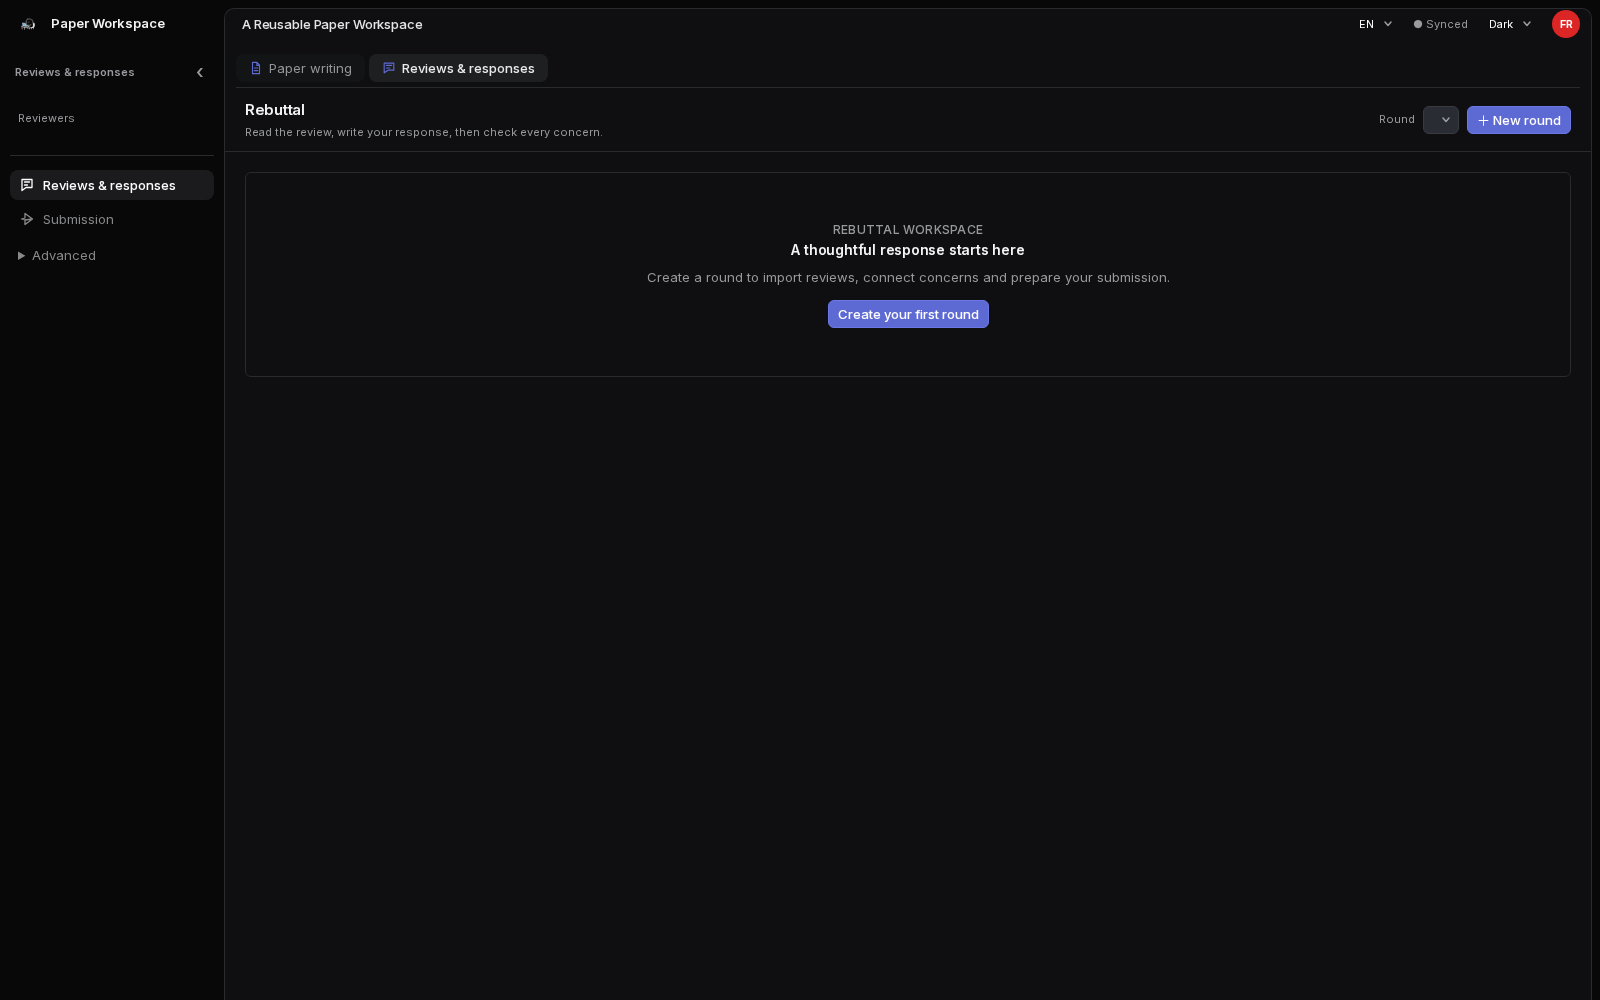 Paper Workspace
Reviews & responses
Reviewers
Reviews & responses
Submission
Advanced
A Reusable Paper Workspace
EN
Synced
Dark
FR
Paper writing
Reviews & responses
Rebuttal
Read the review, write your response, then check every concern.
Round
New round
REBUTTAL WORKSPACE
A thoughtful response starts here
Create a round to import reviews, connect concerns and prepare your submission.
Create your first round